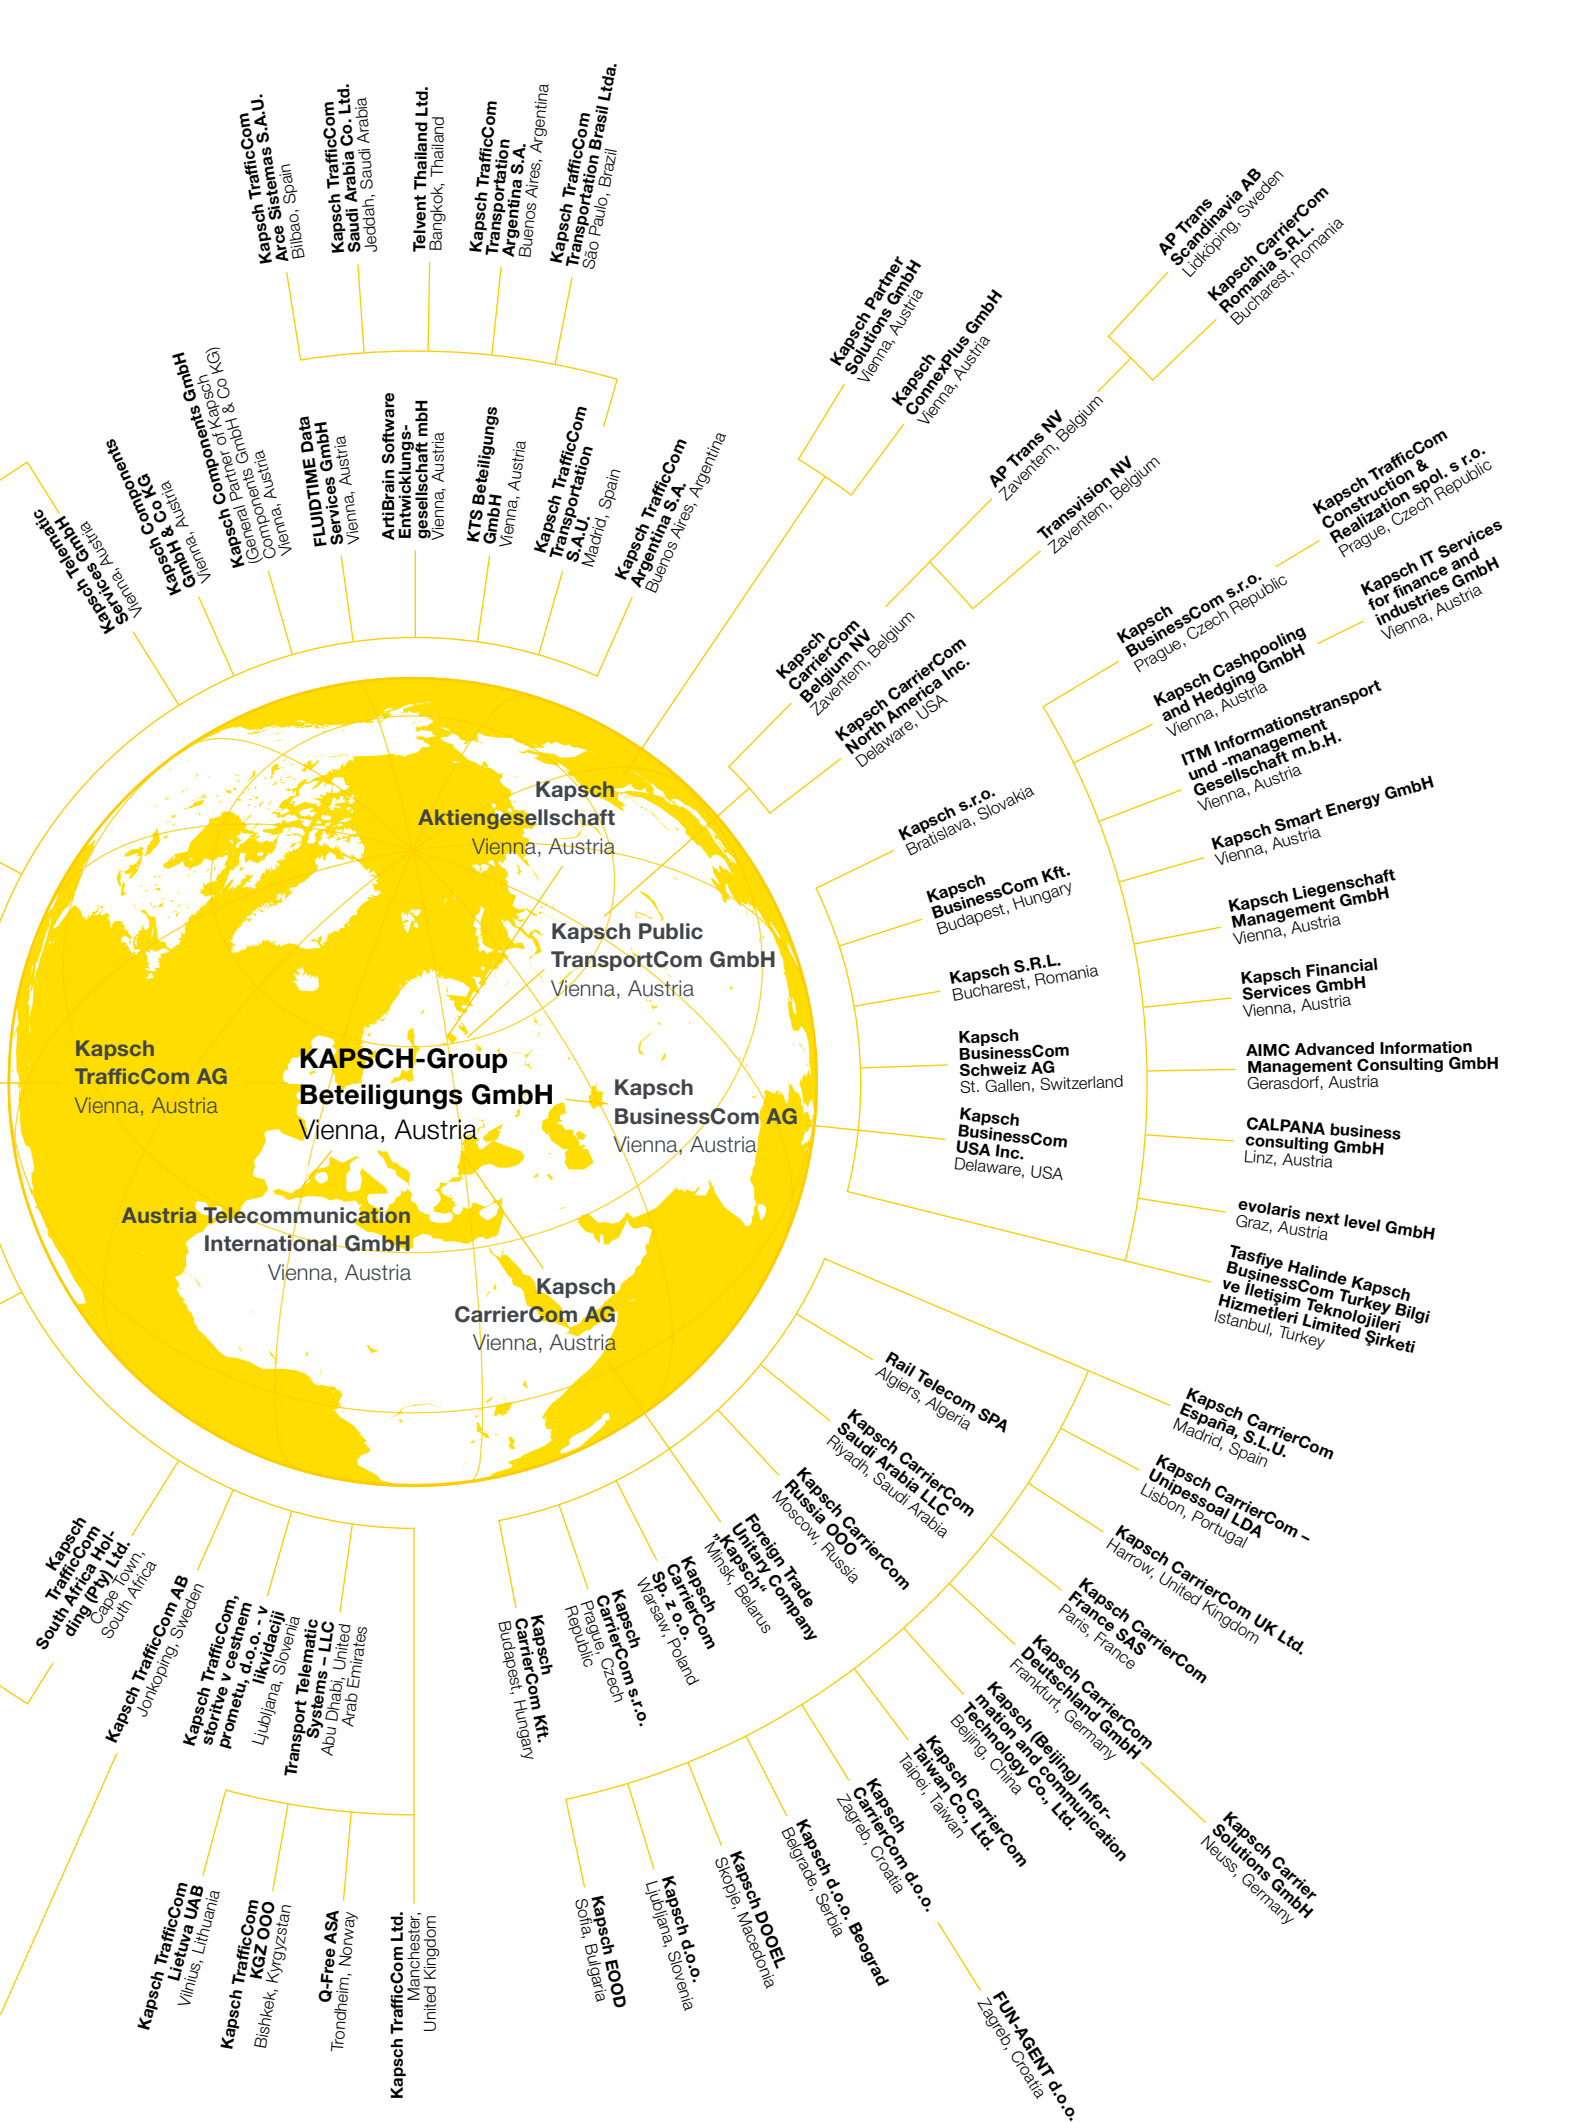 Kapsch TrafficCom
Arce Sistemas S.A.U.
Bilbao, Spain
Kapsch TrafficCom
Saudi Arabia Co. Ltd.
Jeddah, Saudi Arabia
Telvent Thailand Ltd.
Bangkok, Thailand
Kapsch TrafficCom
Transportation
Argentina S.A.
Buenos Aires, Argentina
Kapsch TrafficCom
Transportation Brasil Ltda.
São Paulo, Brazil
Kapsch Telematic
Services GmbH
Vienna, Austria
Kapsch Components
GmbH & Co KG
Vienna, Austria
Kapsch Components GmbH
(General Partner of Kapsch
Components GmbH & Co KG)
Vienna, Austria
FLUIDTIME Data
Services GmbH
Vienna, Austria
ArtiBrain Software
Entwicklungs-
gesellschaft mbH
Vienna, Austria
KTS Beteiligungs
GmbH
Vienna, Austria
Kapsch TrafficCom
Transportation
S.A.U.
Madrid, Spain
Kapsch TrafficCom
Argentina S.A.
Buenos Aires, Argentina
Kapsch Partner
Solutions GmbH
Vienna, Austria
Kapsch
ConnexPlus GmbH
Vienna, Austria
AP Trans
Scandinavia AB
Lidköping, Sweden
Kapsch CarrierCom
Romania S.R.L.
Bucharest, Romania
AP Trans NV
Zaventem, Belgium
Transvision NV
Zaventem, Belgium
Kapsch
CarrierCom
Belgium NV
Zaventem, Belgium
Kapsch CarrierCom
North America Inc.
Delaware, USA
Kapsch TrafficCom
Construction &
Realization spol. s r.o.
Prague, Czech Republic
Kapsch IT Services
for finance and
industries GmbH
Vienna, Austria
Kapsch
BusinessCom s.r.o.
Prague, Czech Republic
Kapsch Cashpooling
and Hedging GmbH
Vienna, Austria
ITM Informationstransport
und -management
Gesellschaft m.b.H.
Vienna, Austria
Kapsch Smart Energy GmbH
Vienna, Austria
Kapsch Liegenschaft
Management GmbH
Vienna, Austria
Kapsch Financial
Services GmbH
Vienna, Austria
AIMC Advanced Information
Management Consulting GmbH
Gerasdorf, Austria
CALPANA business
consulting GmbH
Linz, Austria
evolaris next level GmbH
Graz, Austria
Tasfiye Halinde Kapsch
BusinessCom Turkey Bilgi
ve İletişim Teknolojileri
Hizmetleri Limited Şirketi
Istanbul, Turkey
Kapsch s.r.o.
Bratislava, Slovakia
Kapsch
BusinessCom Kft.
Budapest, Hungary
Kapsch S.R.L.
Bucharest, Romania
Kapsch
BusinessCom
Schweiz AG
St. Gallen, Switzerland
Kapsch
BusinessCom
USA Inc.
Delaware, USA
Kapsch
Aktiengesellschaft
Vienna, Austria
Kapsch Public
TransportCom GmbH
Vienna, Austria
Kapsch
TrafficCom AG
Vienna, Austria
KAPSCH-Group
Beteiligungs GmbH
Vienna, Austria
Kapsch
BusinessCom AG
Vienna, Austria
Austria Telecommunication
International GmbH
Vienna, Austria
Kapsch
CarrierCom AG
Vienna, Austria
Rail Telecom SPA
Algiers, Algeria
Kapsch CarrierCom
Saudi Arabia LLC
Riyadh, Saudi Arabia
Kapsch CarrierCom
Russia OOO
Moscow, Russia
Foreign Trade
Unitary Company
„Kapsch“
Minsk, Belarus
Kapsch
CarrierCom
Sp. z o.o.
Warsaw, Poland
Kapsch
CarrierCom s.r.o.
Prague, Czech
Republic
Kapsch
CarrierCom Kft.
Budapest, Hungary
Kapsch CarrierCom
España, S.L.U.
Madrid, Spain
Kapsch CarrierCom –
Unipessoal LDA
Lisbon, Portugal
Kapsch CarrierCom UK Ltd.
Harrow, United Kingdom
Kapsch CarrierCom
France SAS
Paris, France
Kapsch CarrierCom
Deutschland GmbH
Frankfurt, Germany
Kapsch Carrier
Solutions GmbH
Neuss, Germany
Kapsch (Beijing) Infor-
mation and communication
Technology Co., Ltd.
Beijing, China
Kapsch CarrierCom
Taiwan Co., Ltd.
Taipei, Taiwan
Kapsch
CarrierCom d.o.o.
Zagreb, Croatia
FUN-AGENT d.o.o.
Zagreb, Croatia
Kapsch d.o.o. Beograd
Belgrade, Serbia
Kapsch DOOEL
Skopje, Macedonia
Kapsch d.o.o.
Ljubljana, Slovenia
Kapsch EOOD
Sofia, Bulgaria
Kapsch
TrafficCom
South Africa Hol-
ding (Pty) Ltd.
Cape Town,
South Africa
Kapsch TrafficCom AB
Jonkoping, Sweden
Kapsch TrafficCom,
storitve v cestnem
prometu, d.o.o. - v
likvidaciji
Ljubljana, Slovenia
Transport Telematic
Systems – LLC
Abu Dhabi, United
Arab Emirates
Kapsch TrafficCom
Lietuva UAB
Vilnius, Lithuania
Kapsch TrafficCom
KGZ OOO
Bishkek, Kyrgyzstan
Q-Free ASA
Trondheim, Norway
Kapsch TrafficCom Ltd.
Manchester,
United Kingdom